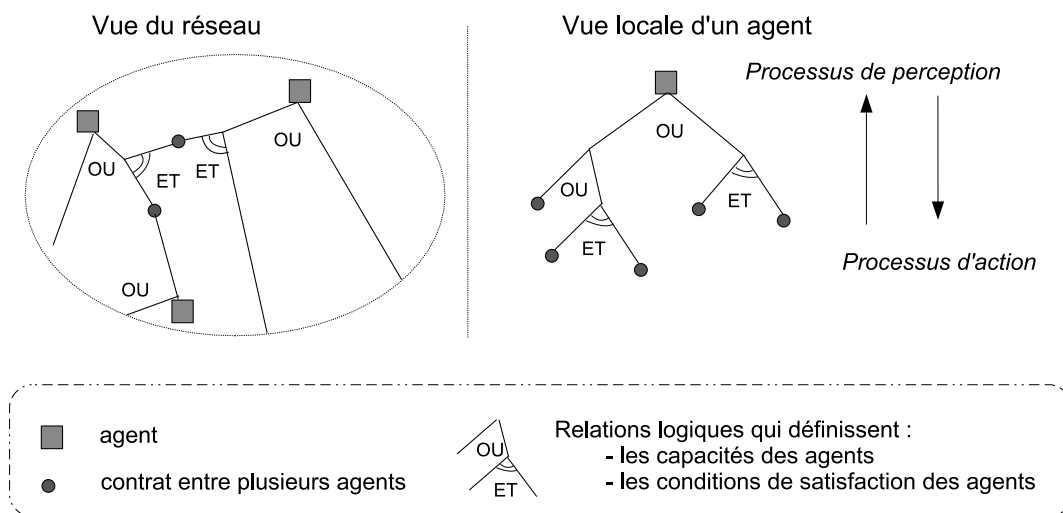 Vue du réseau
Vue locale d'un agent
OU
ET
ET
OU
OU
OU
OU
ET
ET
Processus de perception
Processus d'action
agent
contrat entre plusieurs agents
OU
ET
Relations logiques qui définissent :
- les capacités des agents
- les conditions de satisfaction des agents